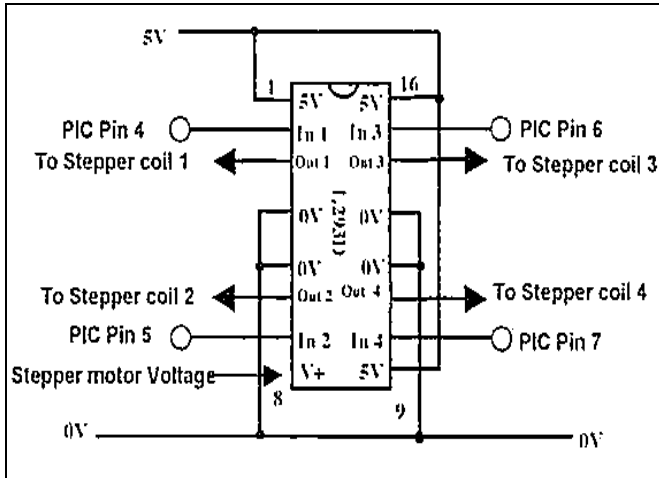 5V
1 16
5V 5V
PIC Pin 4 In 1 In 3 PIC Pin 6
To Stepper coil 1 Out 1 Out 3 To Stepper coil 3
0V 0V
L293D
0V 0V
To Stepper coil 2 Out 2 Out 4 To Stepper coil 4
PIC Pin 5 In 2 In 4 PIC Pin 7
Stepper motor Voltage V+ 5V
8 9
0V 0V